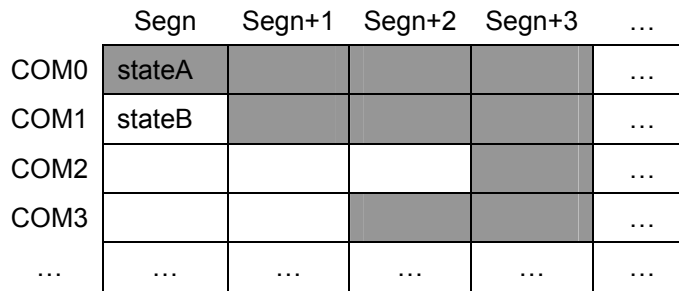 Segn Segn+1 Segn+2 Segn+3 …
COM0 stateA …
COM1 stateB …
COM2 …
COM3 …
… … … … … …